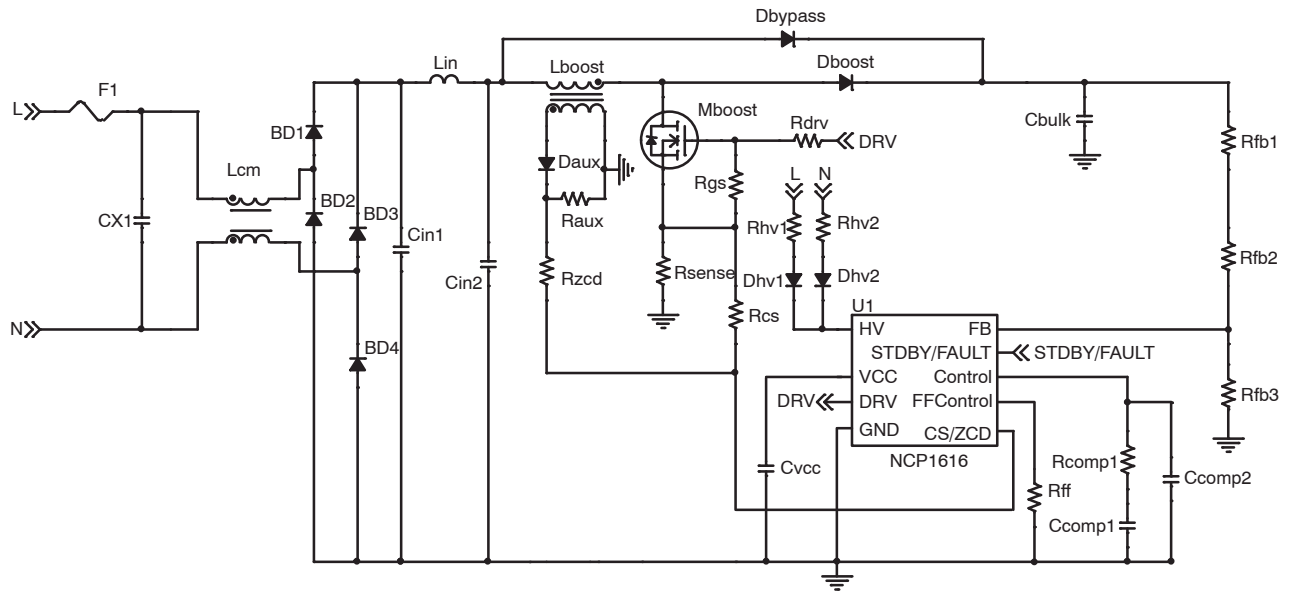 Dbypass
Lin
Lboost
Dboost
L
F1
BD1
Mboost
Rdrv
DRV
Cbulk
Rfb1
Lcm
Daux
Raux
Rgs
L
N
CX1
BD2
BD3
Cin1
Cin2
Rzcd
Rsense
Rhv1
Rhv2
Dhv1
Dhv2
Rfb2
Rcs
U1
N
HV
FB
BD4
STDBY/FAULT
STDBY/FAULT
VCC
Control
DRV
DRV
FFControl
Rfb3
GND
CS/ZCD
NCP1616
Cvcc
Rff
Rcomp1
Ccomp2
Ccomp1